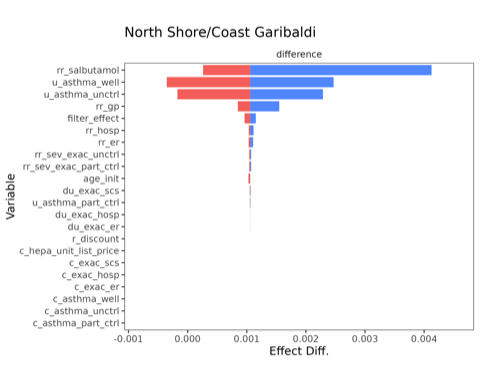 North Shore/Coast Garibaldi
difference
rr_salbutamol
u_asthma_well
u_asthma_unctrl
rr_gp
filter_effect
rr_hosp
rr_er
rr_sev_exac_unctrl
rr_sev_exac_part_ctrl
age_init
du_exac_scs
u_asthma_part_ctrl
du_exac_hosp
du_exac_er
r_discount
c_hepa_unit_list_price
c_exac_scs
c_exac_hosp
c_exac_er
c_asthma_well
c_asthma_unctrl
c_asthma_part_ctrl
Variable
-0.001 0.000 0.001 0.002 0.003 0.004
Effect Diff.